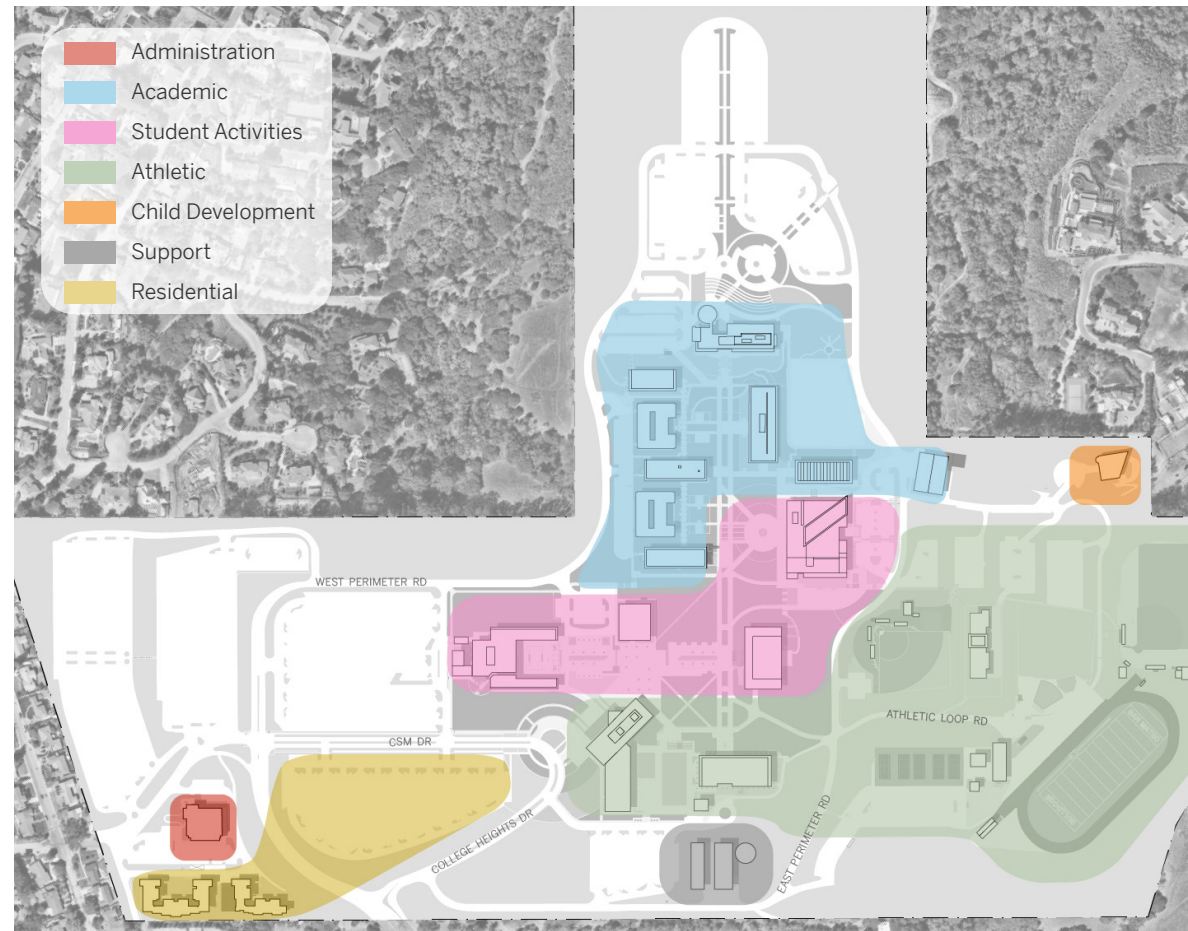 Administration
Academic
Student Activities
Athletic
Child Development
Support
Residential
WEST PERIMETER RD
ATHLETIC LOOP RD
CSM DR
COLLEGE HEIGHTS DR
EAST PERIMETER RD